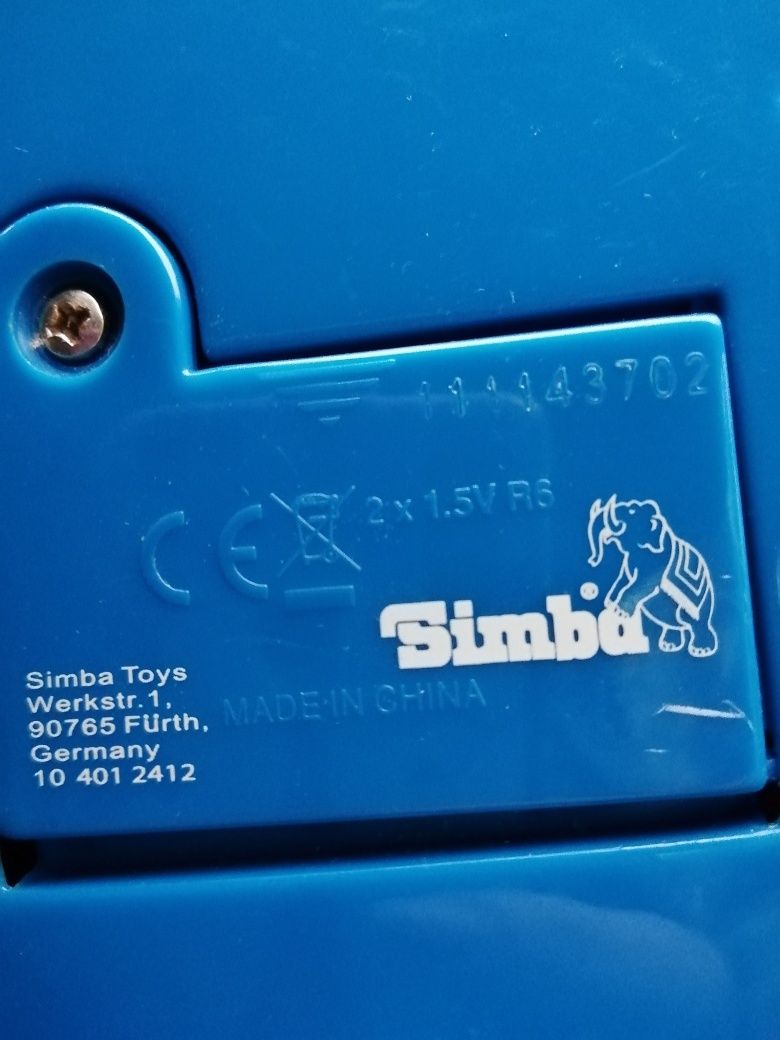 111143702
CE
2 x 1.5V R6
Simba®
Simba Toys
Werkstr. 1,
90765 Fürth,
Germany
10 401 2412
MADE IN CHINA